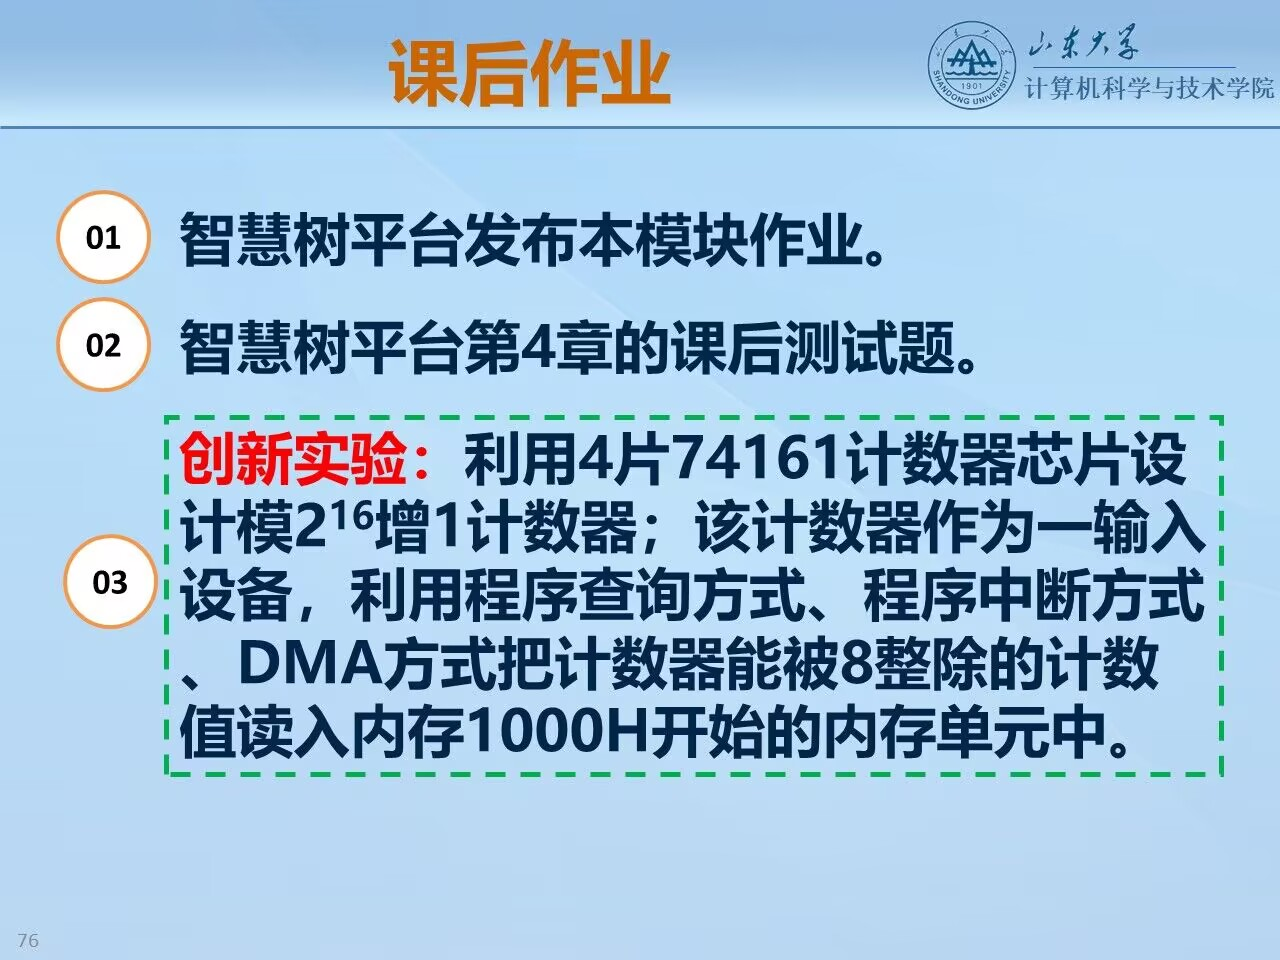 课后作业
山东大学
计算机科学与技术学院
SHANDONG UNIVERSITY
1901
01
智慧树平台发布本模块作业。
02
智慧树平台第4章的课后测试题。
03
创新实验：利用4片74161计数器芯片设
计模2¹⁶增1计数器；该计数器作为一输入
设备，利用程序查询方式、程序中断方式
、DMA方式把计数器能被8整除的计数
值读入内存1000H开始的内存单元中。
76